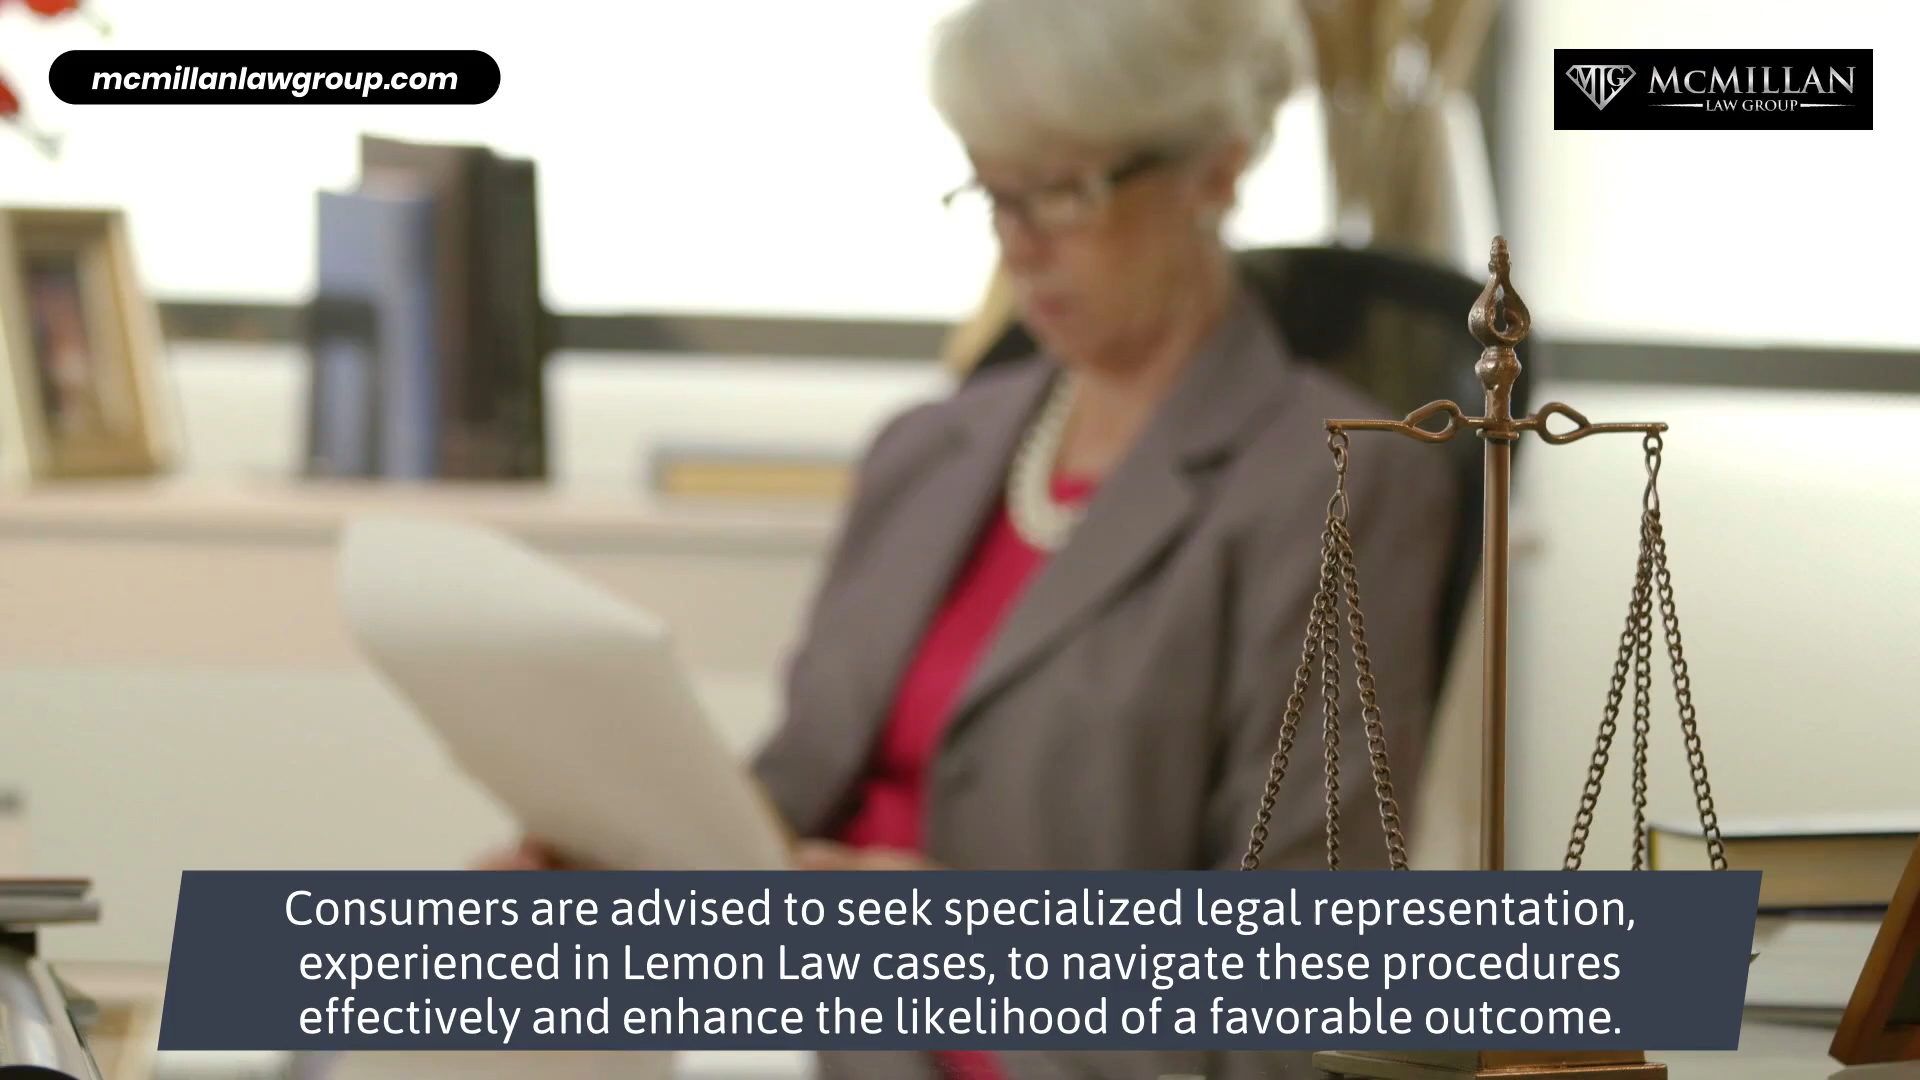 mcmillanlawgroup.com
MLG MCMILLAN
LAW GROUP
Consumers are advised to seek specialized legal representation,
experienced in Lemon Law cases, to navigate these procedures
effectively and enhance the likelihood of a favorable outcome.